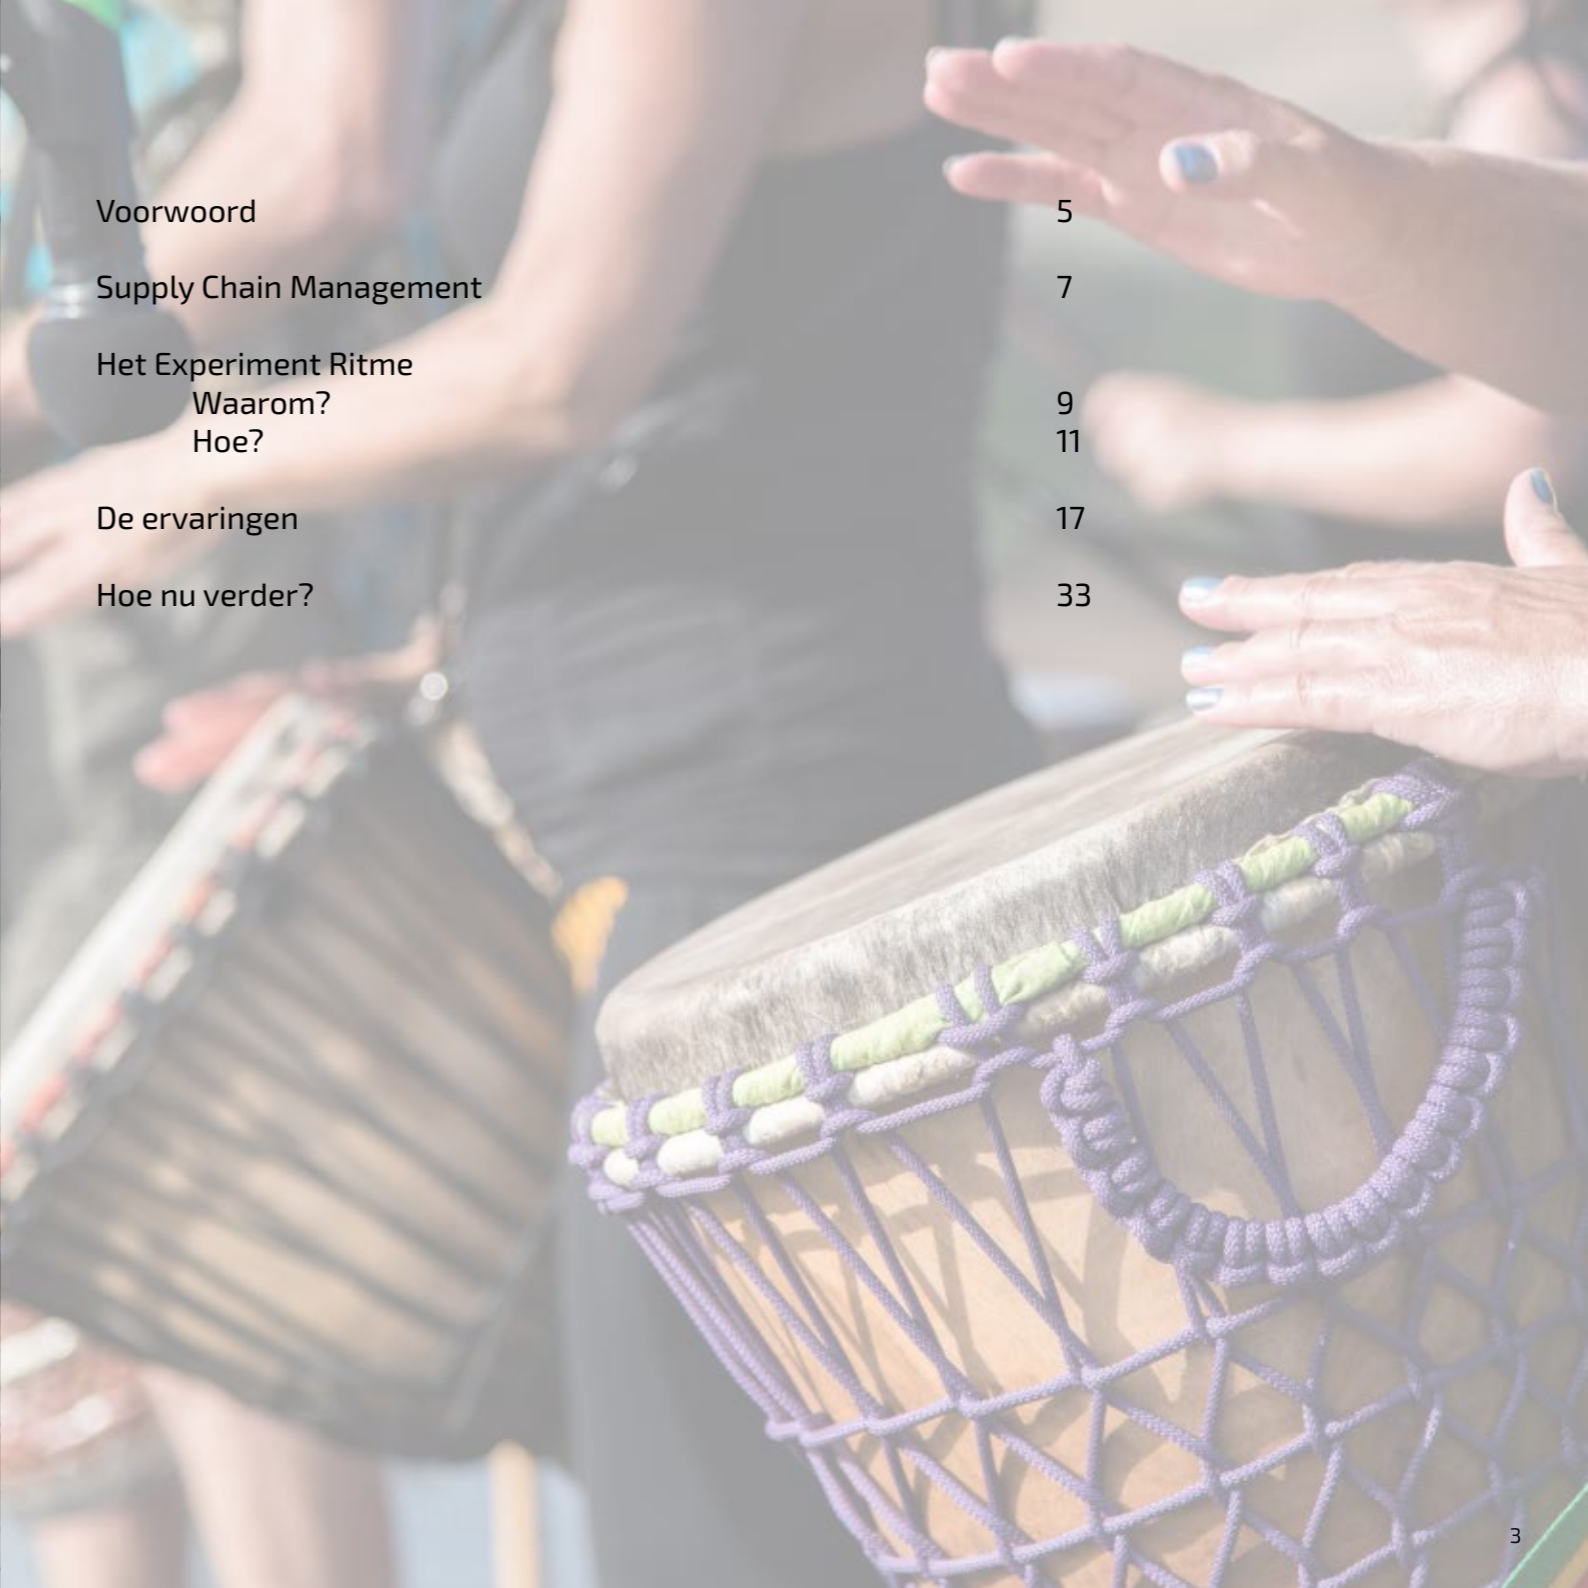 Voorwoord 5
Supply Chain Management 7
Het Experiment Ritme
Waarom? 9
Hoe? 11
De ervaringen 17
Hoe nu verder? 33
3